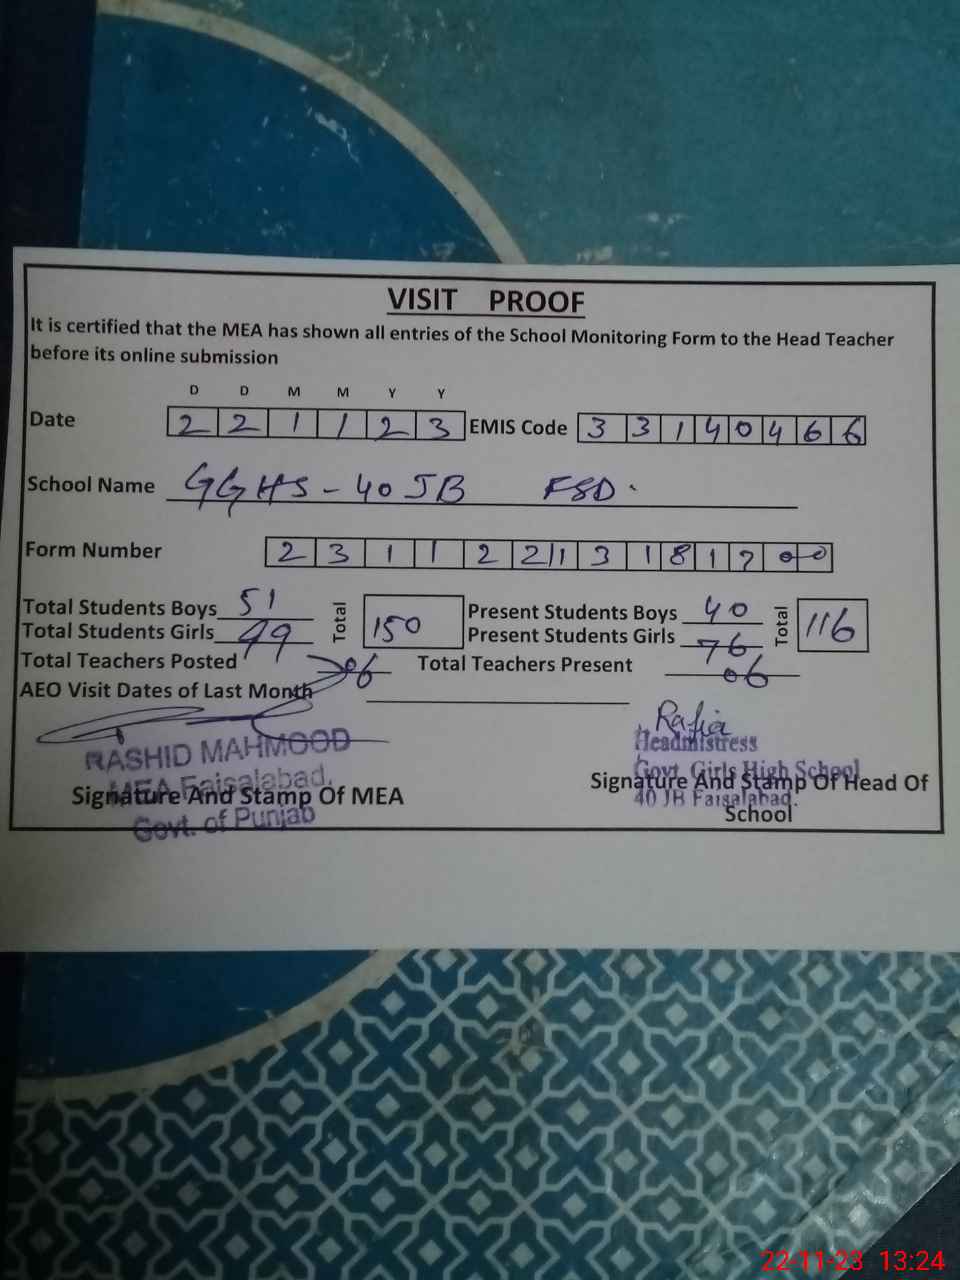 VISIT PROOF
It is certified that the MEA has shown all entries of the School Monitoring Form to the Head Teacher
before its online submission
D D M M Y Y
Date 2 2 1 1 2 3 EMIS Code 3 3 1 4 0 4 6 6
School Name GGHS - 40 JB FSD.
Form Number 2 3 1 1 2 2 1 3 1 8 1 7 0 0
Total Students Boys 51 Total 150 Present Students Boys 40 Total 116
Total Students Girls 99 Present Students Girls 76
Total Teachers Posted 06 Total Teachers Present 06
AEO Visit Dates of Last Month
Rafia
RASHID MAHMOOD Headmistress
MEA Faisalabad. Govt. Girls High School
Signature And Stamp Of MEA Signature And Stamp Of Head Of
Govt. of Punjab 40 JB Faisalabad.
School
22-11-23 13:24